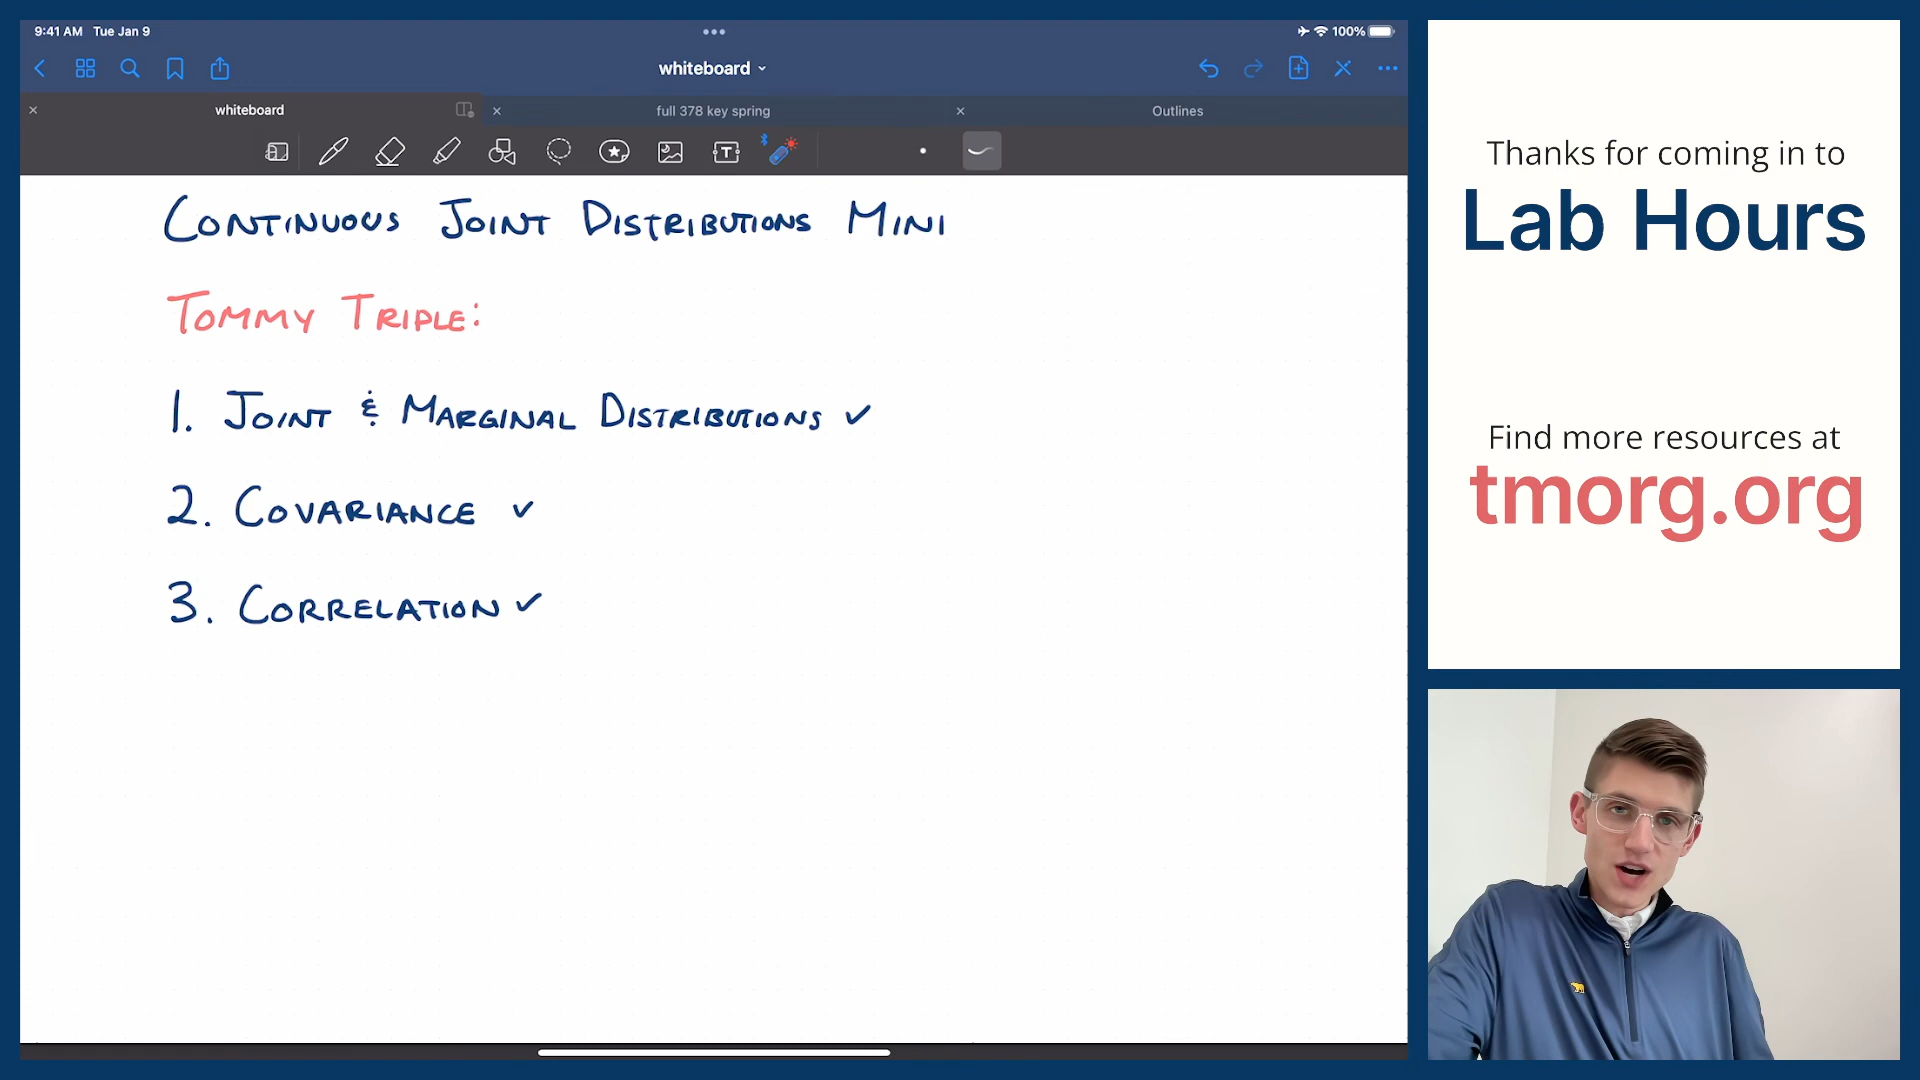 9:41 AM Tue Jan 9
100%
whiteboard
whiteboard
full 378 key spring
Outlines
CONTINUOUS JOINT DISTRIBUTIONS MINI
TOMMY TRIPLE:
1. JOINT & MARGINAL DISTRIBUTIONS ✓
2. COVARIANCE ✓
3. CORRELATION ✓
Thanks for coming in to
Lab Hours
Find more resources at
tmorg.org